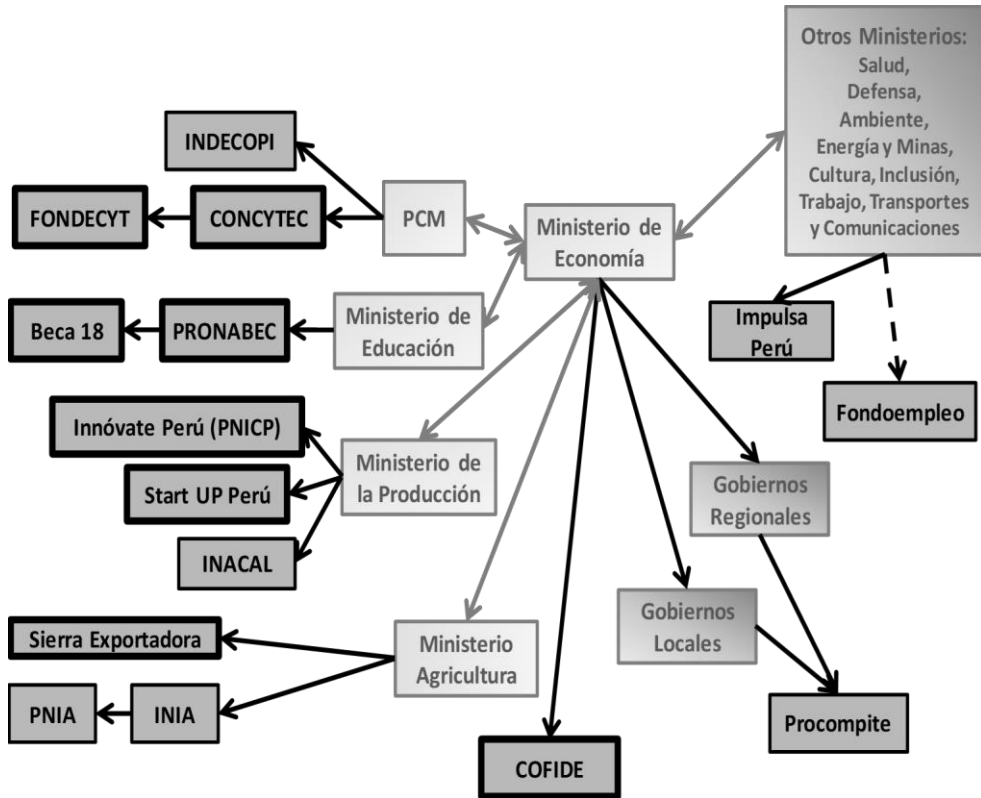 Otros Ministerios:
Salud,
Defensa,
Ambiente,
Energía y Minas,
Cultura, Inclusión,
Trabajo, Transportes
y Comunicaciones
INDECOPI
FONDECYT
CONCYTEC
PCM
Ministerio de
Economía
Beca 18
PRONABEC
Ministerio de
Educación
Impulsa
Perú
Fondoempleo
Innóvate Perú (PNICP)
Start UP Perú
INACAL
Ministerio de
la Producción
Gobiernos
Regionales
Sierra Exportadora
PNIA
INIA
Ministerio
Agricultura
Gobiernos
Locales
Procompite
COFIDE